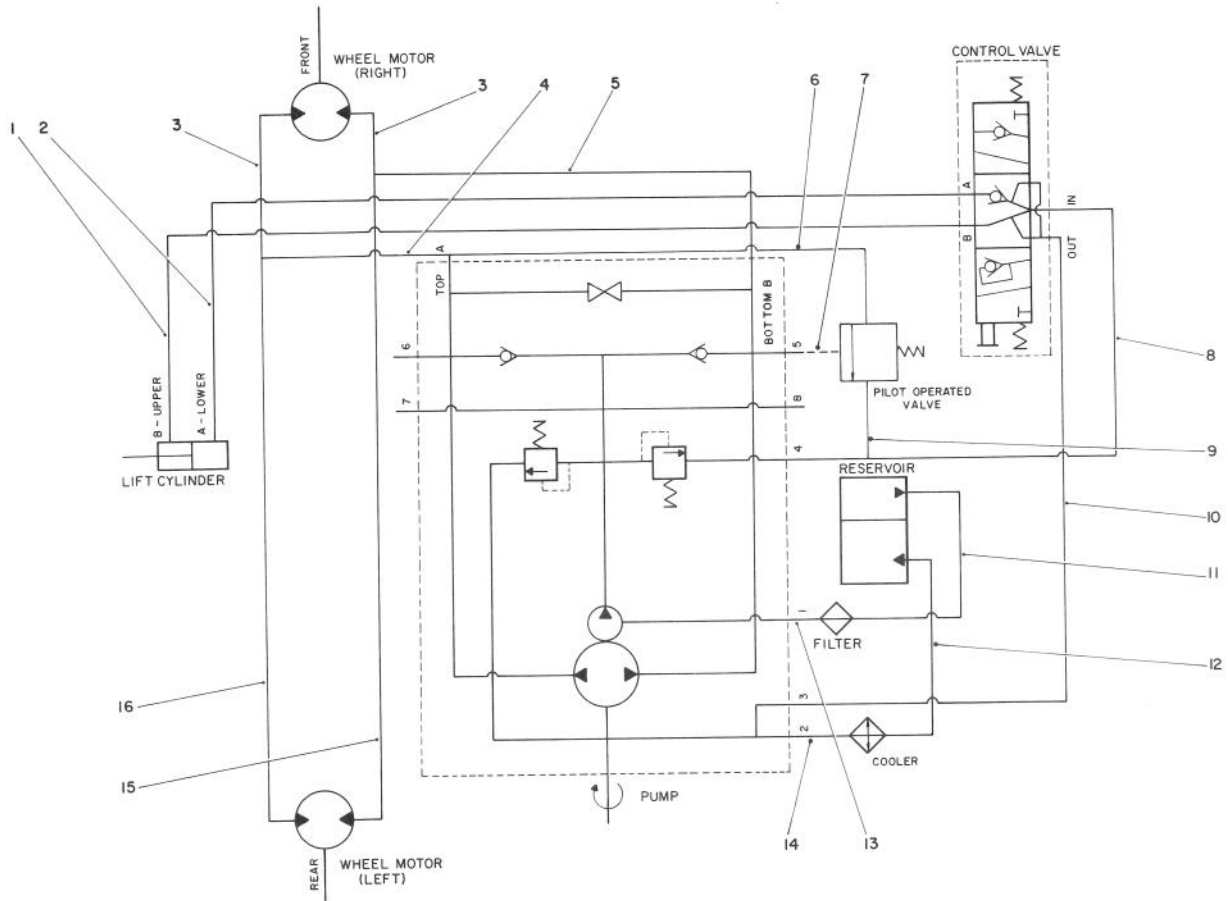 FRONT
WHEEL MOTOR
(RIGHT)
CONTROL VALVE
1
2
3
3
4
5
6
7
A
B
IN
OUT
A
TOP
BOTTOM B
6
5
7
8
4
PILOT OPERATED
VALVE
8
9
B - UPPER
A - LOWER
LIFT CYLINDER
RESERVOIR
10
11
1
FILTER
12
3
2
COOLER
16
15
PUMP
14
13
REAR
WHEEL MOTOR
(LEFT)